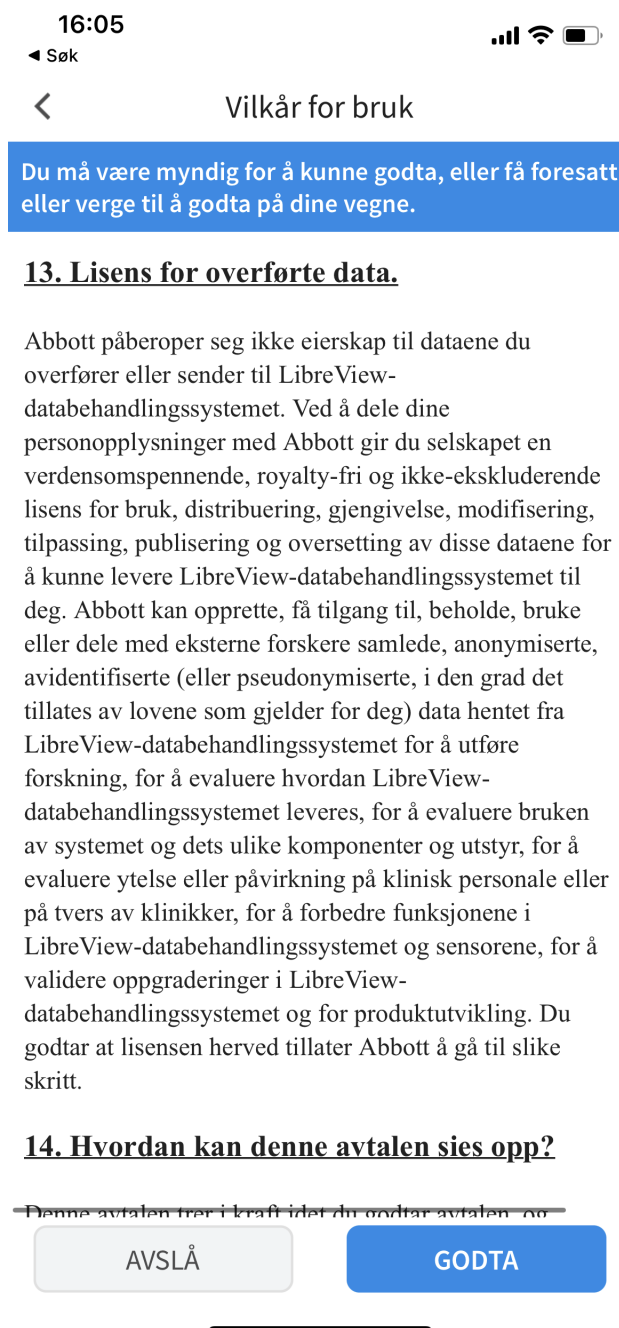 16:05
◀ Søk
Vilkår for bruk
Du må være myndig for å kunne godta, eller få foresatt
eller verge til å godta på dine vegne.
13. Lisens for overførte data.
Abbott påberoper seg ikke eierskap til dataene du
overfører eller sender til LibreView-
databehandlingssystemet. Ved å dele dine
personopplysninger med Abbott gir du selskapet en
verdensomspennende, royalty-fri og ikke-ekskluderende
lisens for bruk, distribuering, gjengivelse, modifisering,
tilpassing, publisering og oversetting av disse dataene for
å kunne levere LibreView-databehandlingssystemet til
deg. Abbott kan opprette, få tilgang til, beholde, bruke
eller dele med eksterne forskere samlede, anonymiserte,
avidentifiserte (eller pseudonymiserte, i den grad det
tillates av lovene som gjelder for deg) data hentet fra
LibreView-databehandlingssystemet for å utføre
forskning, for å evaluere hvordan LibreView-
databehandlingssystemet leveres, for å evaluere bruken
av systemet og dets ulike komponenter og utstyr, for å
evaluere ytelse eller påvirkning på klinisk personale eller
på tvers av klinikker, for å forbedre funksjonene i
LibreView-databehandlingssystemet og sensorene, for å
validere oppgraderinger i LibreView-
databehandlingssystemet og for produktutvikling. Du
godtar at lisensen herved tillater Abbott å gå til slike
skritt.
14. Hvordan kan denne avtalen sies opp?
Denne avtalen trer i kraft idet du godtar avtalen, og
AVSLÅ
GODTA